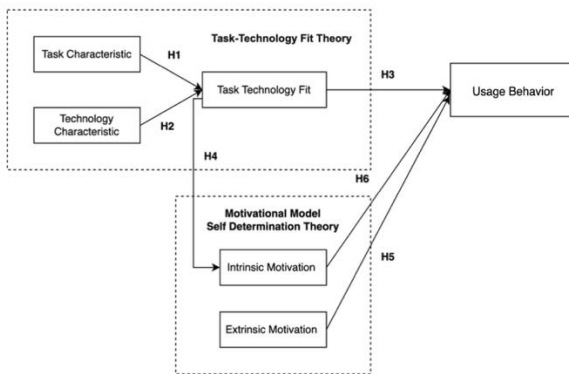 Task-Technology Fit Theory
Task Characteristic
H1
Task Technology Fit
H3
Usage Behavior
Technology
Characteristic
H2
H4
H6
Motivational Model
Self Determination Theory
Intrinsic Motivation
H5
Extrinsic Motivation